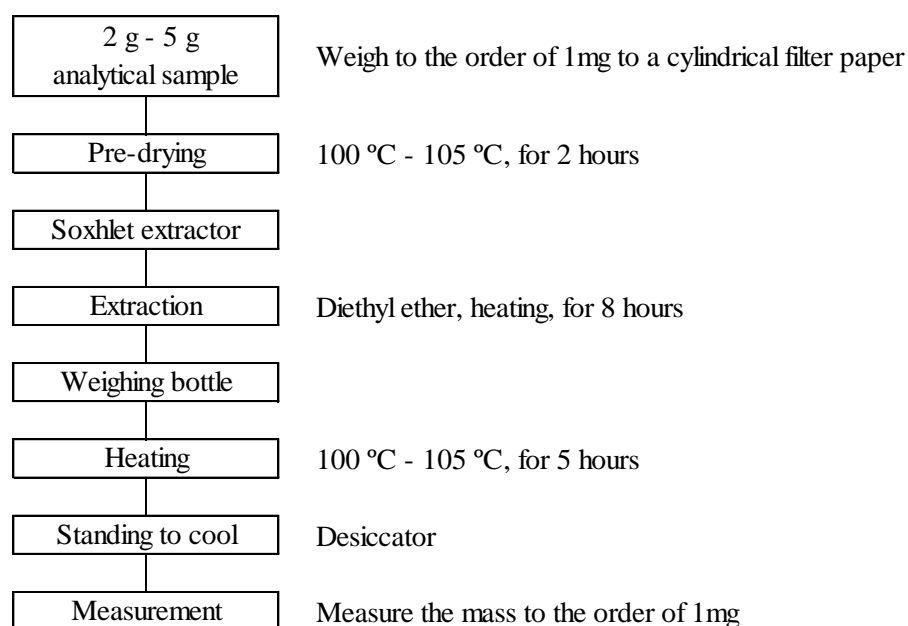 2 g - 5 g
analytical sample
Weigh to the order of 1mg to a cylindrical filter paper
Pre-drying
100 ºC - 105 ºC, for 2 hours
Soxhlet extractor
Extraction
Diethyl ether, heating, for 8 hours
Weighing bottle
Heating
100 ºC - 105 ºC, for 5 hours
Standing to cool
Desiccator
Measurement
Measure the mass to the order of 1mg